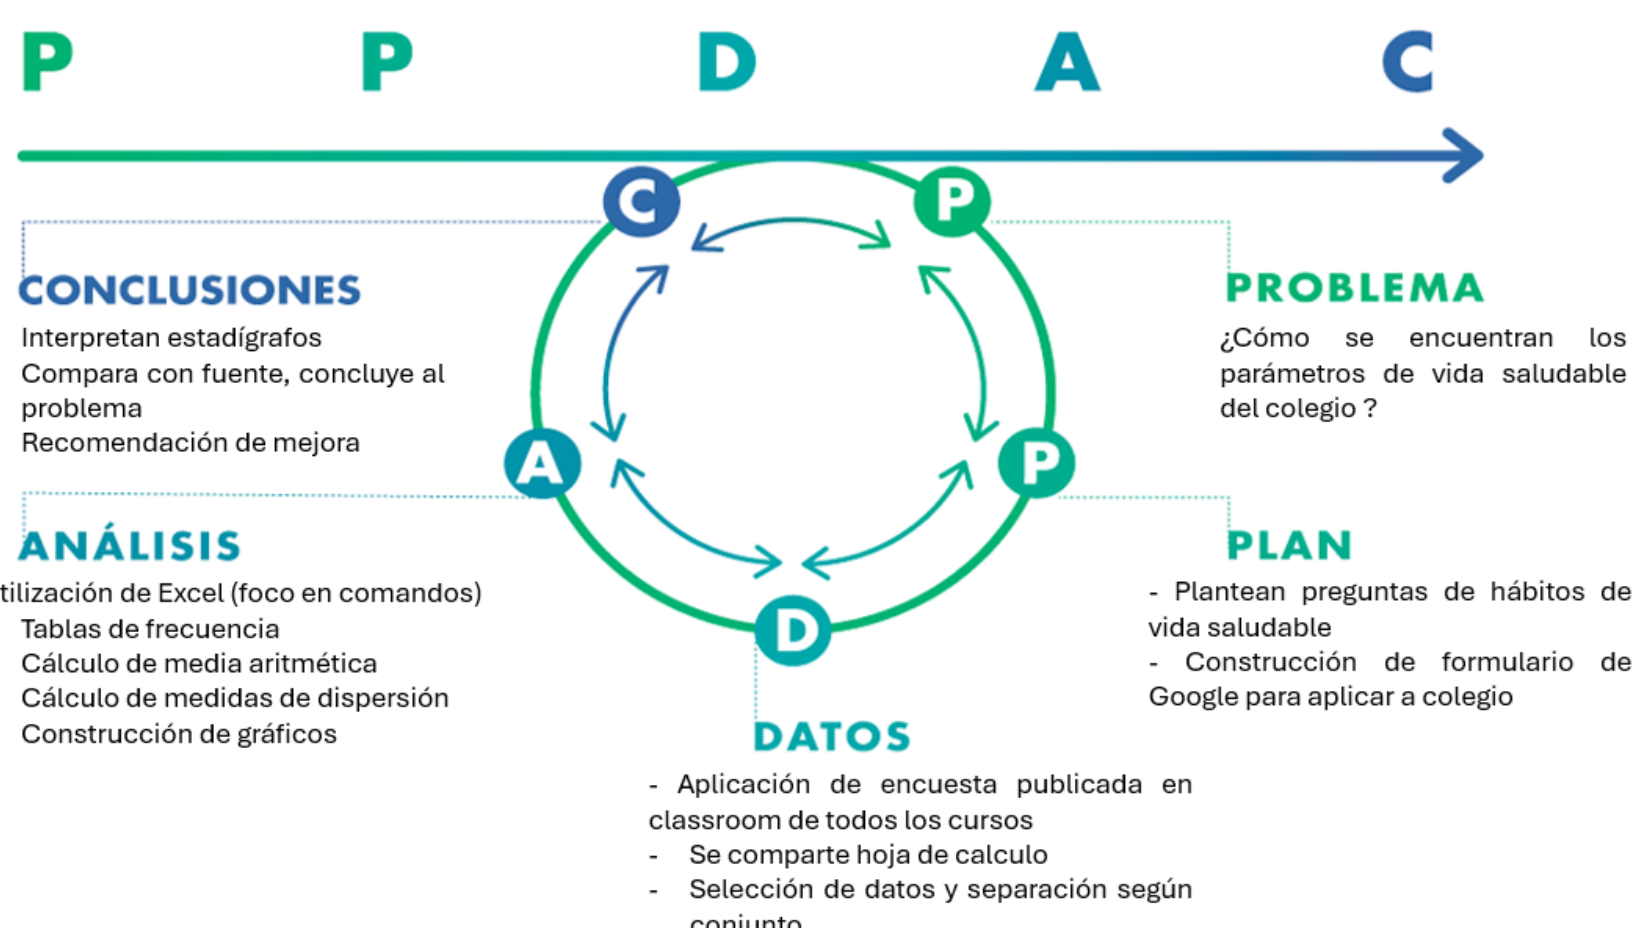 P P D A C
C P
CONCLUSIONES
Interpretan estadígrafos
Compara con fuente, concluye al
problema
Recomendación de mejora
PROBLEMA
¿Cómo se encuentran los
parámetros de vida saludable
del colegio ?
A P
ANÁLISIS
tilización de Excel (foco en comandos)
Tablas de frecuencia
Cálculo de media aritmética
Cálculo de medidas de dispersión
Construcción de gráficos
PLAN
- Plantean preguntas de hábitos de
vida saludable
- Construcción de formulario de
Google para aplicar a colegio
D
DATOS
- Aplicación de encuesta publicada en
classroom de todos los cursos
- Se comparte hoja de calculo
- Selección de datos y separación según
conjunto